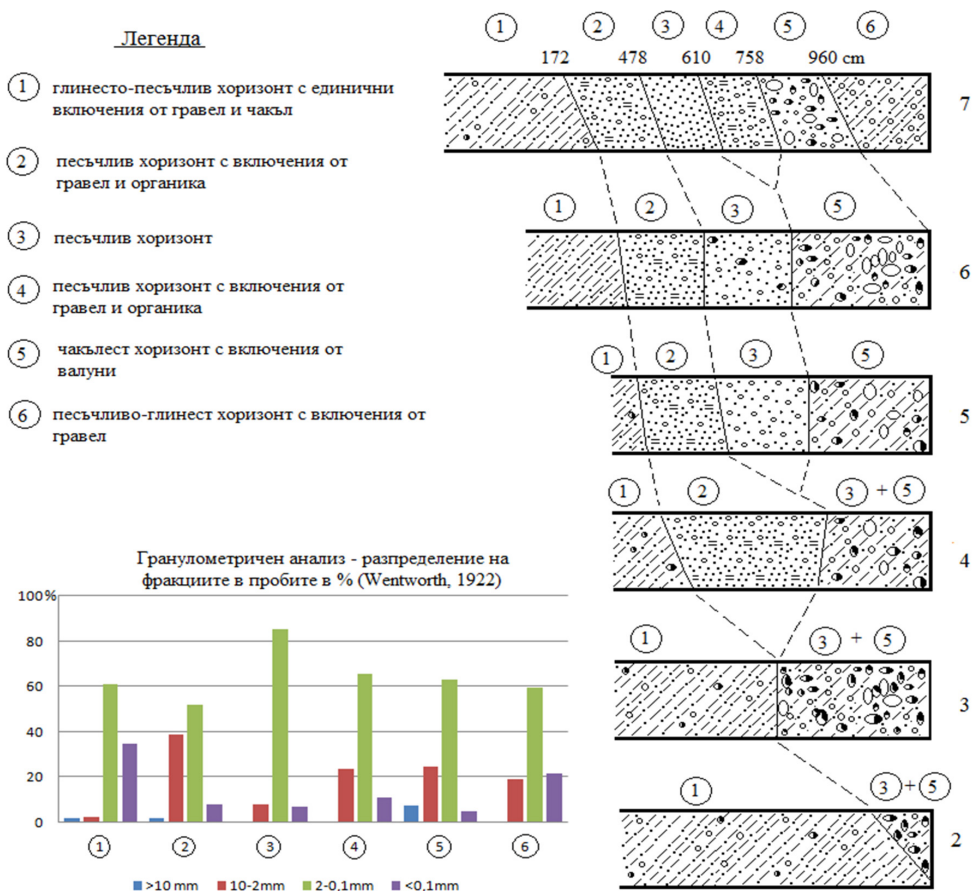 Легенда
1 глинесто-песъчлив хоризонт с единични
включения от гравел и чакъл
2 песъчлив хоризонт с включения от
гравел и органика
3 песъчлив хоризонт
4 песъчлив хоризонт с включения от
гравел и органика
5 чакълест хоризонт с включения от
валуни
6 песъчливо-глинест хоризонт с включения от
гравел
1 2 3 4 5 6
172 478 610 758 960 cm
7
1 2 3 5
6
1 2 3 5
5
1 2 3 + 5
4
1 3 + 5
3
1 3+5
2
Гранулометричен анализ - разпределение на
фракциите в пробите в % (Wentworth, 1922)
100%
80
60
40
20
0
1 2 3 4 5 6
>10 mm 10-2mm 2-0,1mm <0.1mm